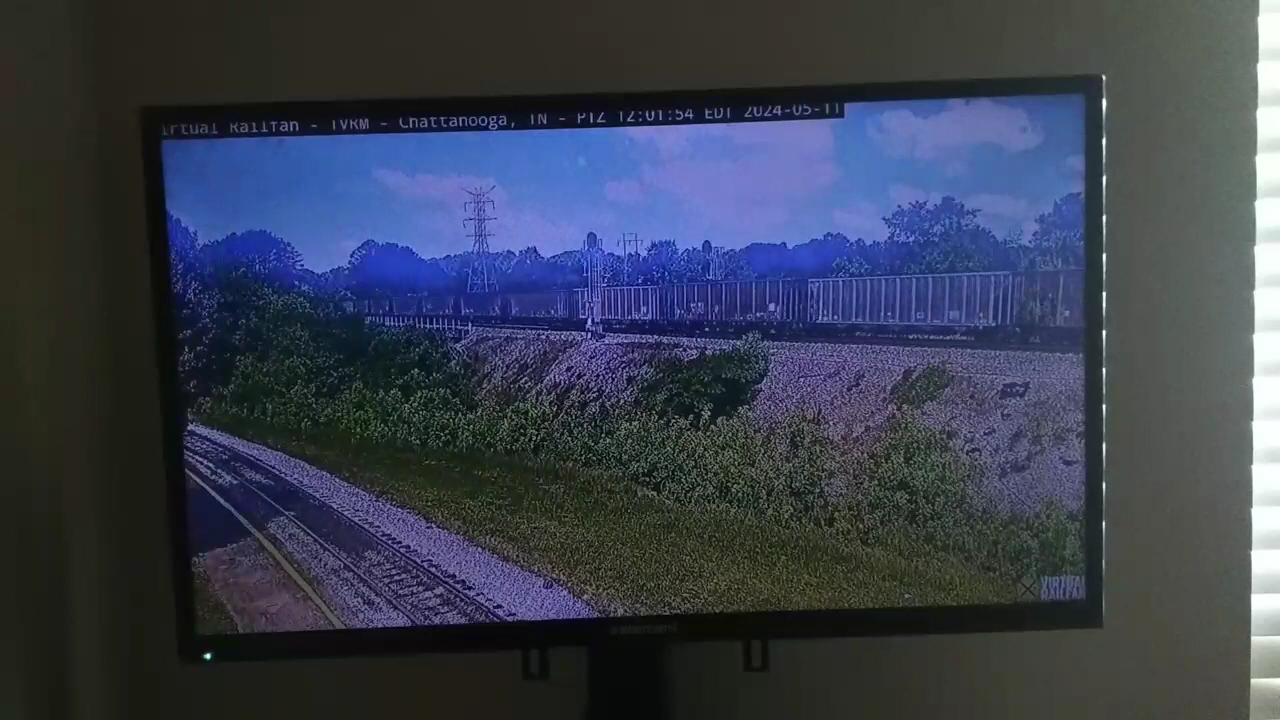 irtual Railfan - TVRM - Chattanooga, TN - PTZ 12:01:54 EDT 2024-05-11
VIRTUAL
RAILFAN